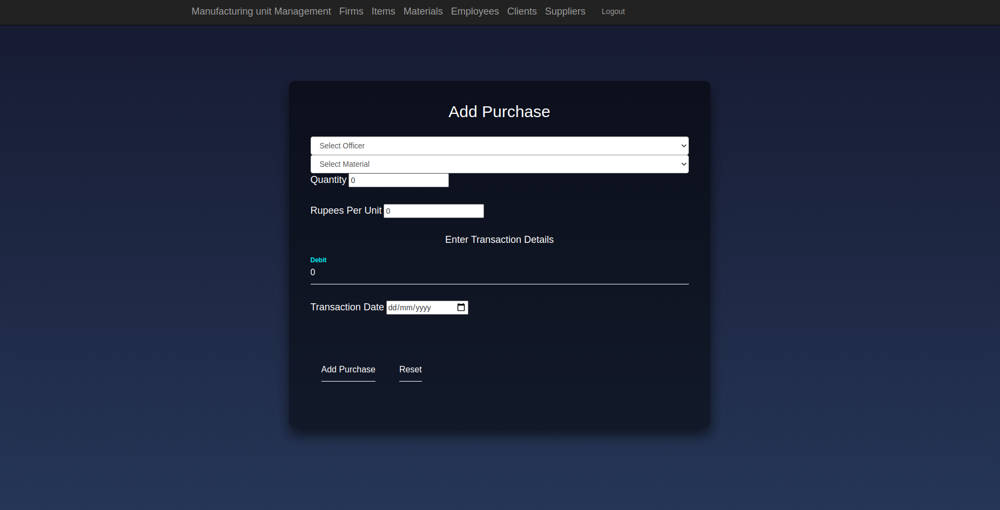 Manufacturing unit Management Firms Items Materials Employees Clients Suppliers Logout
Add Purchase
Select Officer
Select Material
Quantity 0
Rupees Per Unit 0
Enter Transaction Details
Debit
0
Transaction Date dd/mm/yyyy
Add Purchase Reset